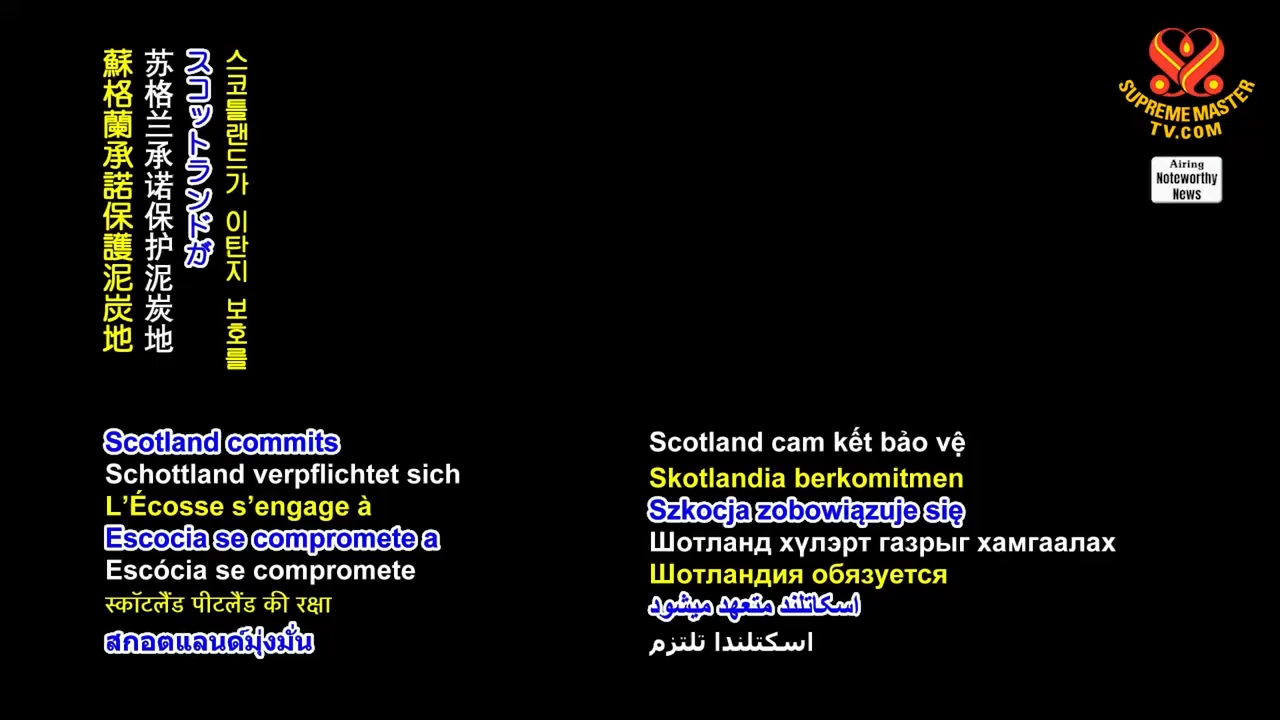 蘇格蘭承諾保護泥炭地
苏格兰承诺保护泥炭地
スコットランドが
스코틀랜드가 이탄지 보호를
SUPREME MASTER
TV.COM
Airing
Noteworthy
News
Scotland commits
Schottland verpflichtet sich
L’Écosse s’engage à
Escocia se compromete a
Escócia se compromete
स्कॉटलैंड पीटलैंड की रक्षा
สกอตแลนด์มุ่งมั่น
Scotland cam kết bảo vệ
Skotlandia berkomitmen
Szkocja zobowiązuje się
Шотланд хүлэрт газрыг хамгаалах
Шотландия обязуется
اسکاتلند متعهد میشود
اسكتلندا تلتزم